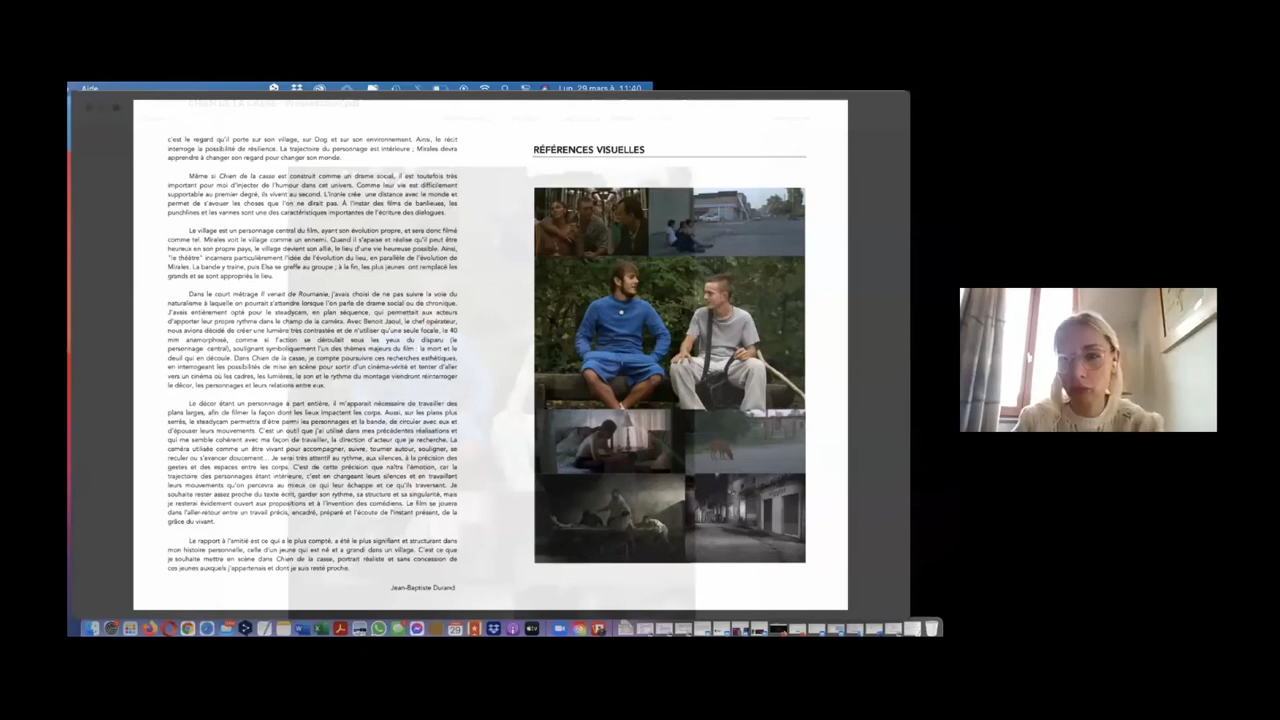 Aide
Lun. 29 mars à 11:40
c'est le regard qu'il porte sur son village, sur Dog et sur son environnement. Ainsi, le récit
interroge la possibilité de résilience. La trajectoire du personnage est intérieure ; Mirales devra
apprendre à changer son regard pour changer son monde.
Même si Chien de la casse est construit comme un drame social, il est toutefois très
important pour moi d'injecter de l'humour dans cet univers. Comme leur vie est difficilement
supportable au premier degré, ils vivent au second. L'ironie crée une distance avec le monde et
permet de s'avouer les choses que l'on ne dirait pas. À l'instar des films de banlieues, les
punchlines et les vannes sont une des caractéristiques importantes de l'écriture des dialogues.
Le village est un personnage central du film, ayant son évolution propre, et sera donc filmé
comme tel. Mirales voit le village comme un ennemi. Quand il s'apaise et réalise qu'il peut être
heureux en son propre pays, le village devient son allié, le lieu d'une vie heureuse possible. Ainsi,
"le théâtre" incarnera particulièrement l'idée de l'évolution du lieu, en parallèle de l'évolution de
Mirales. La bande y traine, puis Elsa se greffe au groupe ; à la fin, les plus jeunes ont remplacé les
grands et se sont appropriés le lieu.
Dans le court métrage Il venait de Roumanie, j'avais choisi de ne pas suivre la voie du
naturalisme à laquelle on pourrait s'attendre lorsque l'on parle de drame social ou de chronique.
J'avais entièrement opté pour le steadycam, en plan séquence, qui permettait aux acteurs
d'apporter leur propre rythme dans le champ de la caméra. Avec Benoit Jaoul, le chef opérateur,
nous avions décidé de créer une lumière très contrastée et de n'utiliser qu'une seule focale, le 40
mm anamorphosé, comme si l'action se déroulait sous les yeux du disparu (le
personnage central), soulignant symboliquement l'un des thèmes majeurs du film : la mort et le
deuil qui en découle. Dans Chien de la casse, je compte poursuivre ces recherches esthétiques,
en interrogeant les possibilités de mise en scène pour sortir d'un cinéma-vérité et tenter d'aller
vers un cinéma où les cadres, les lumières, le son et le rythme du montage viendront réinterroger
le décor, les personnages et leurs relations entre eux.
Le décor étant un personnage à part entière, il m'apparait nécessaire de travailler des
plans larges, afin de filmer la façon dont les lieux impactent les corps. Aussi, sur les plans plus
serrés, le steadycam permettra d'être parmi les personnages et la bande, de circuler avec eux et
d'épouser leurs mouvements. C'est un outil que j'ai utilisé dans mes précédentes réalisations et
qui me semble cohérent avec ma façon de travailler, la direction d'acteur que je recherche. La
caméra utilisée comme un être vivant pour accompagner, suivre, tourner autour, souligner, se
reculer ou s'avancer doucement... Je serai très attentif au rythme, aux silences, à la précision des
gestes et des espaces entre les corps. C'est de cette précision que naîtra l'émotion, car la
trajectoire des personnages étant intérieure, c'est en chargeant leurs silences et en travaillant
leurs mouvements qu'on percevra au mieux ce qui leur échappe et ce qu'ils traversent. Je
souhaite rester assez proche du texte écrit, garder son rythme, sa structure et sa singularité, mais
je resterai évidement ouvert aux propositions et à l'invention des comédiens. Le film se jouera
dans l'aller-retour entre un travail précis, encadré, préparé et l'écoute de l'instant présent, de la
grâce du vivant.
Le rapport à l'amitié est ce qui a le plus compté, a été le plus signifiant et structurant dans
mon histoire personnelle, celle d'un jeune qui est né et a grandi dans un village. C'est ce que
je souhaite mettre en scène dans Chien de la casse, portrait réaliste et sans concession de
ces jeunes auxquels j'appartenais et dont je suis resté proche.
Jean-Baptiste Durand
RÉFÉRENCES VISUELLES